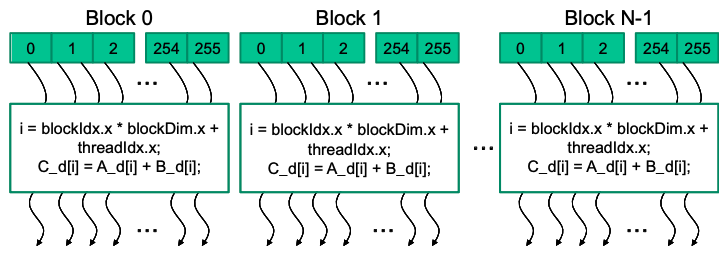 Block 0 Block 1 Block N-1
0 1 2 254 255 0 1 2 254 255 0 1 2 254 255
... ... ...
i = blockIdx.x * blockDim.x +
threadIdx.x;
C_d[i] = A_d[i] + B_d[i];
i = blockIdx.x * blockDim.x +
threadIdx.x;
C_d[i] = A_d[i] + B_d[i];
...
i = blockIdx.x * blockDim.x +
threadIdx.x;
C_d[i] = A_d[i] + B_d[i];
... ... ...